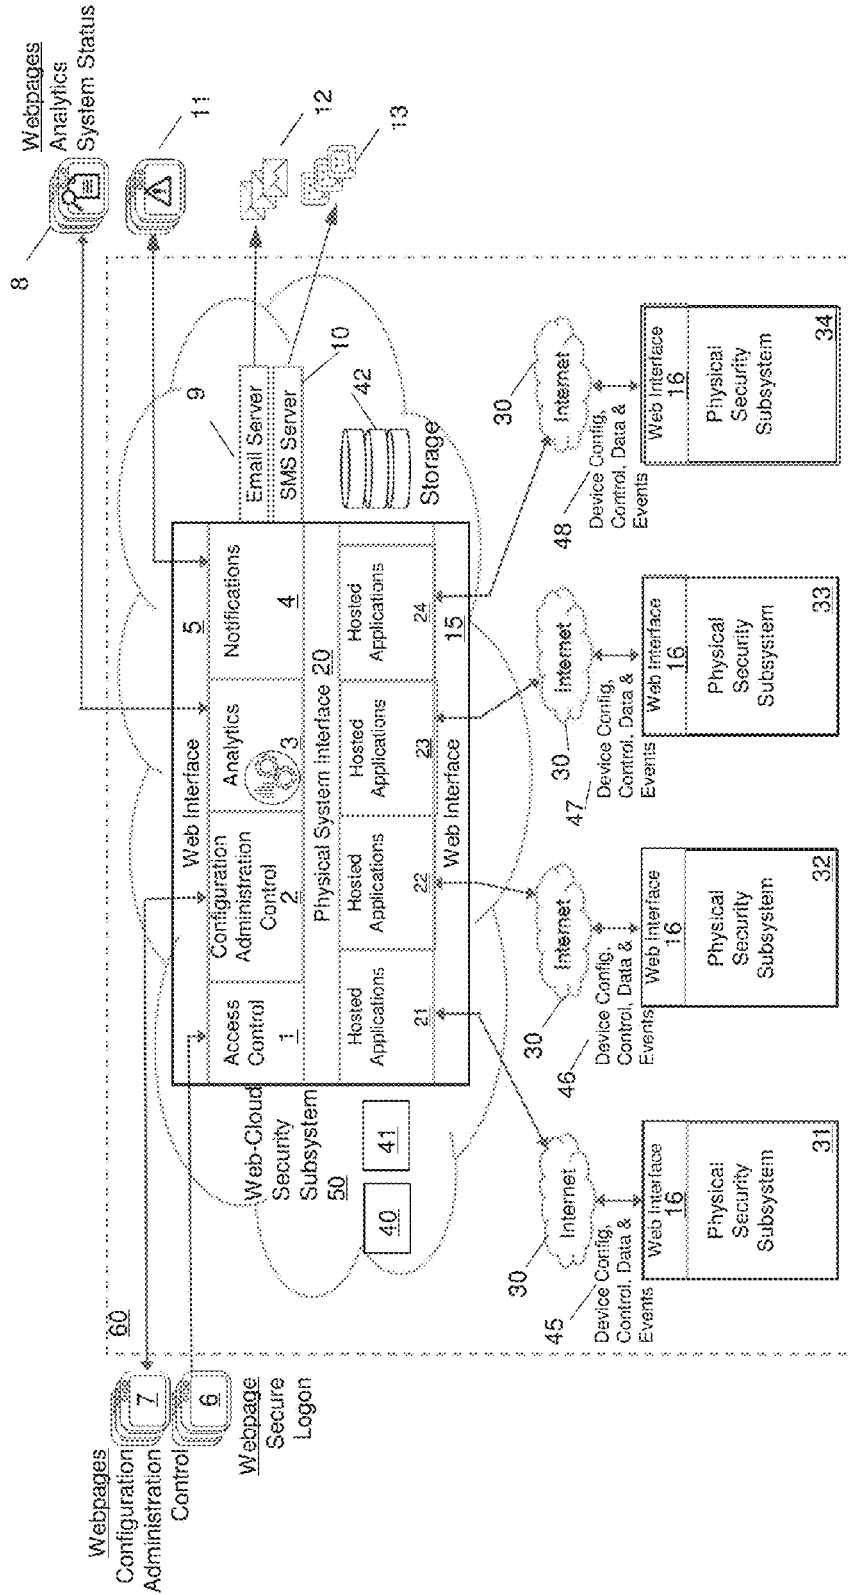 Webpages
Configuration
Administration
Control
7
6
Webpage
Secure
Logon
60
Webpages
Analytics
System Status
8
11
12
13
Web-Cloud
Security
Subsystem
50
40
41
Web Interface
5
Access
Control
1
Configuration
Administration
Control
2
Analytics
3
Notifications
4
Physical System Interface
20
Hosted
Applications
21
Hosted
Applications
22
Hosted
Applications
23
Hosted
Applications
24
Web Interface
15
9
Email Server
SMS Server
10
42
Storage
Internet
30
45
Device Config,
Control, Data &
Events
Web Interface
16
Physical
Security
Subsystem
31
Internet
30
46
Device Config,
Control, Data &
Events
Web Interface
16
Physical
Security
Subsystem
32
Internet
30
47
Device Config,
Control, Data &
Events
Web Interface
16
Physical
Security
Subsystem
33
Internet
30
48
Device Config,
Control, Data &
Events
Web Interface
16
Physical
Security
Subsystem
34